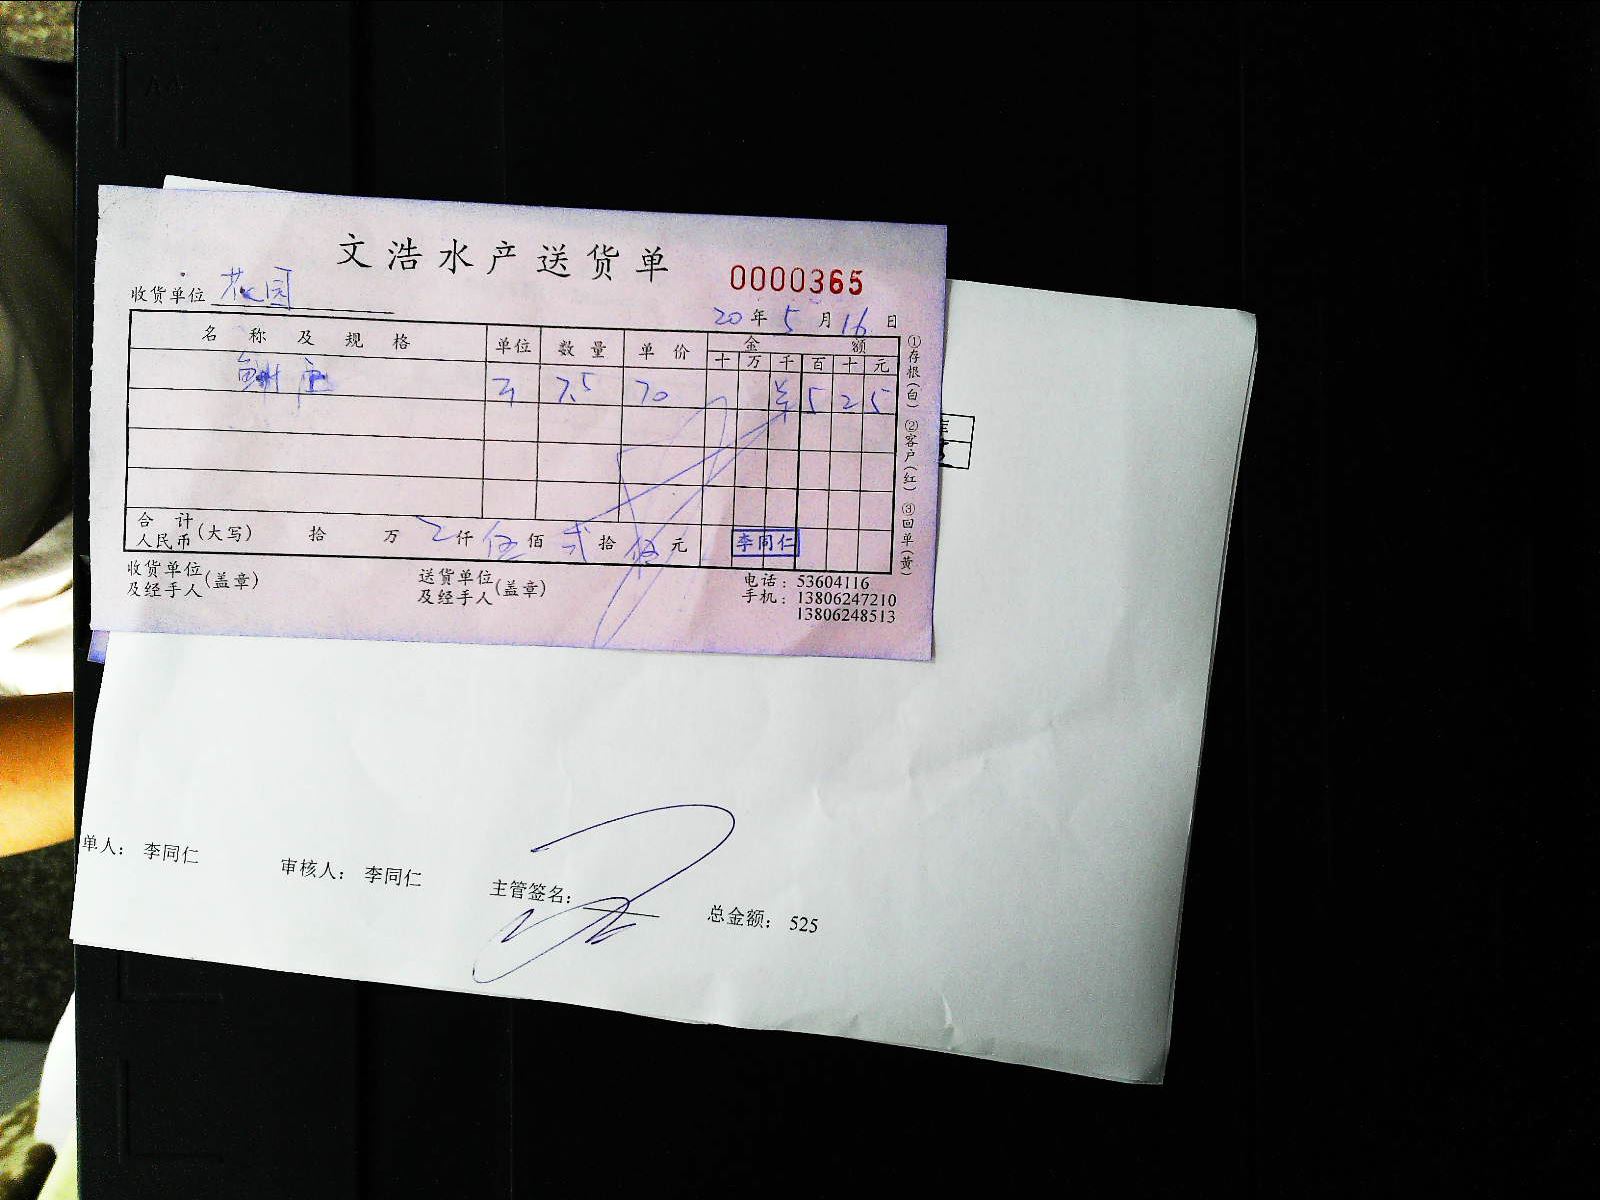 文浩水产送货单
0000365
收货单位 花园
20年5月16日
名称及规格 单位 数量 单价 金额
十 万 千 百 十 元
7.5 70 ¥ 5 2 5
合计
人民币(大写) 拾 万 仟 伍 佰 贰 拾 伍 元
李同仁
收货单位
及经手人(盖章)
送货单位
及经手人(盖章)
电话：53604116
手机：13806247210
13806248513
①存根(白) ②客户(红) ③回单(黄)
单人： 李同仁
审核人： 李同仁
主管签名：
总金额： 525